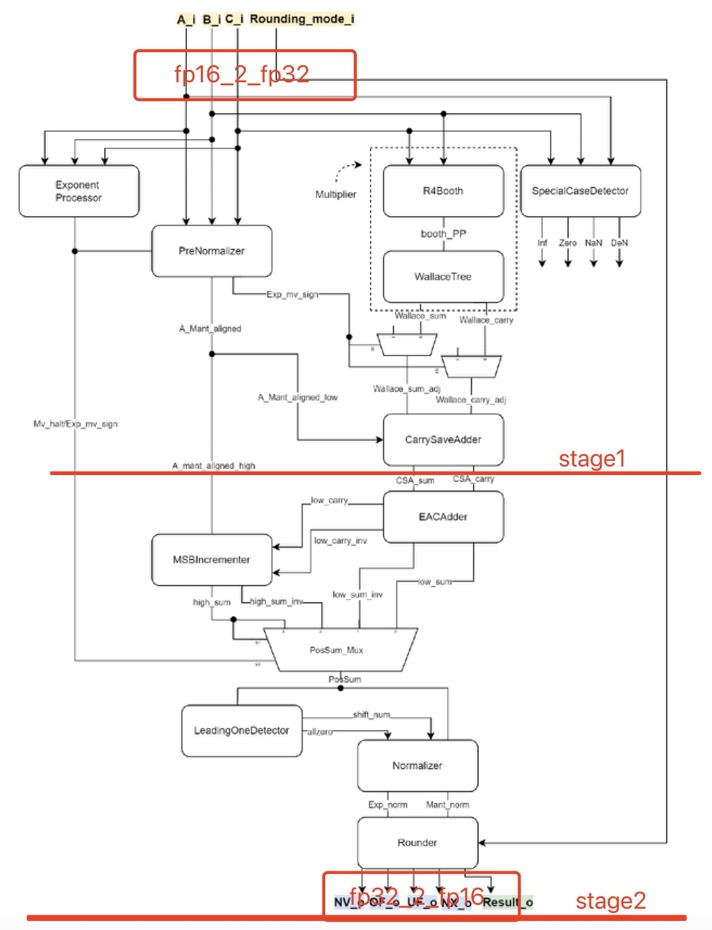 A_i B_i C_i Rounding_mode_i
fp16_2_fp32
Exponent
Processor
Multiplier
R4Booth
SpecialCaseDetector
booth_PP
Inf Zero NaN DeN
PreNormalizer
WallaceTree
Exp_mv_sign
Wallace_sum
Wallace_carry
A_Mant_aligned
Wallace_sum_adj
A_Mant_aligned_low
Wallace_carry_adj
Mv_half/Exp_mv_sign
CarrySaveAdder
stage1
A_mant_aligned_high
CSA_sum
CSA_carry
low_carry
EACAdder
low_carry_inv
MSBIncrementer
high_sum
high_sum_inv
low_sum_inv
low_sum
PosSum_Mux
PosSum
LeadingOneDetector
shift_num
allzero
Normalizer
Exp_norm
Mant_norm
Rounder
fp32_2_fp16
NV_o OF_o UF_o NX_o Result_o
stage2